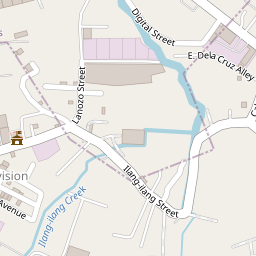 Digital Street
E. Dela Cruz Alley
Lanozo Street
Ilang-ilang Street
vision
Avenue
Ilang-ilang Creek